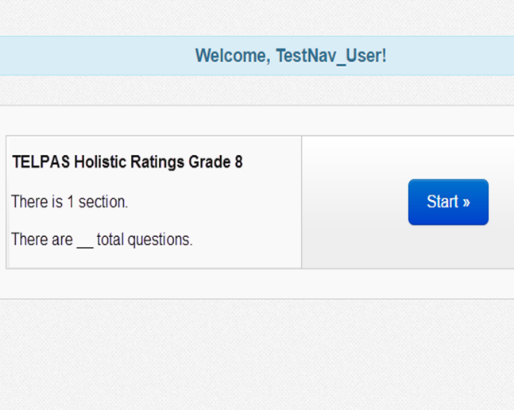 Welcome, TestNav_User!
TELPAS Holistic Ratings Grade 8
There is 1 section.
Start »
There are __ total questions.